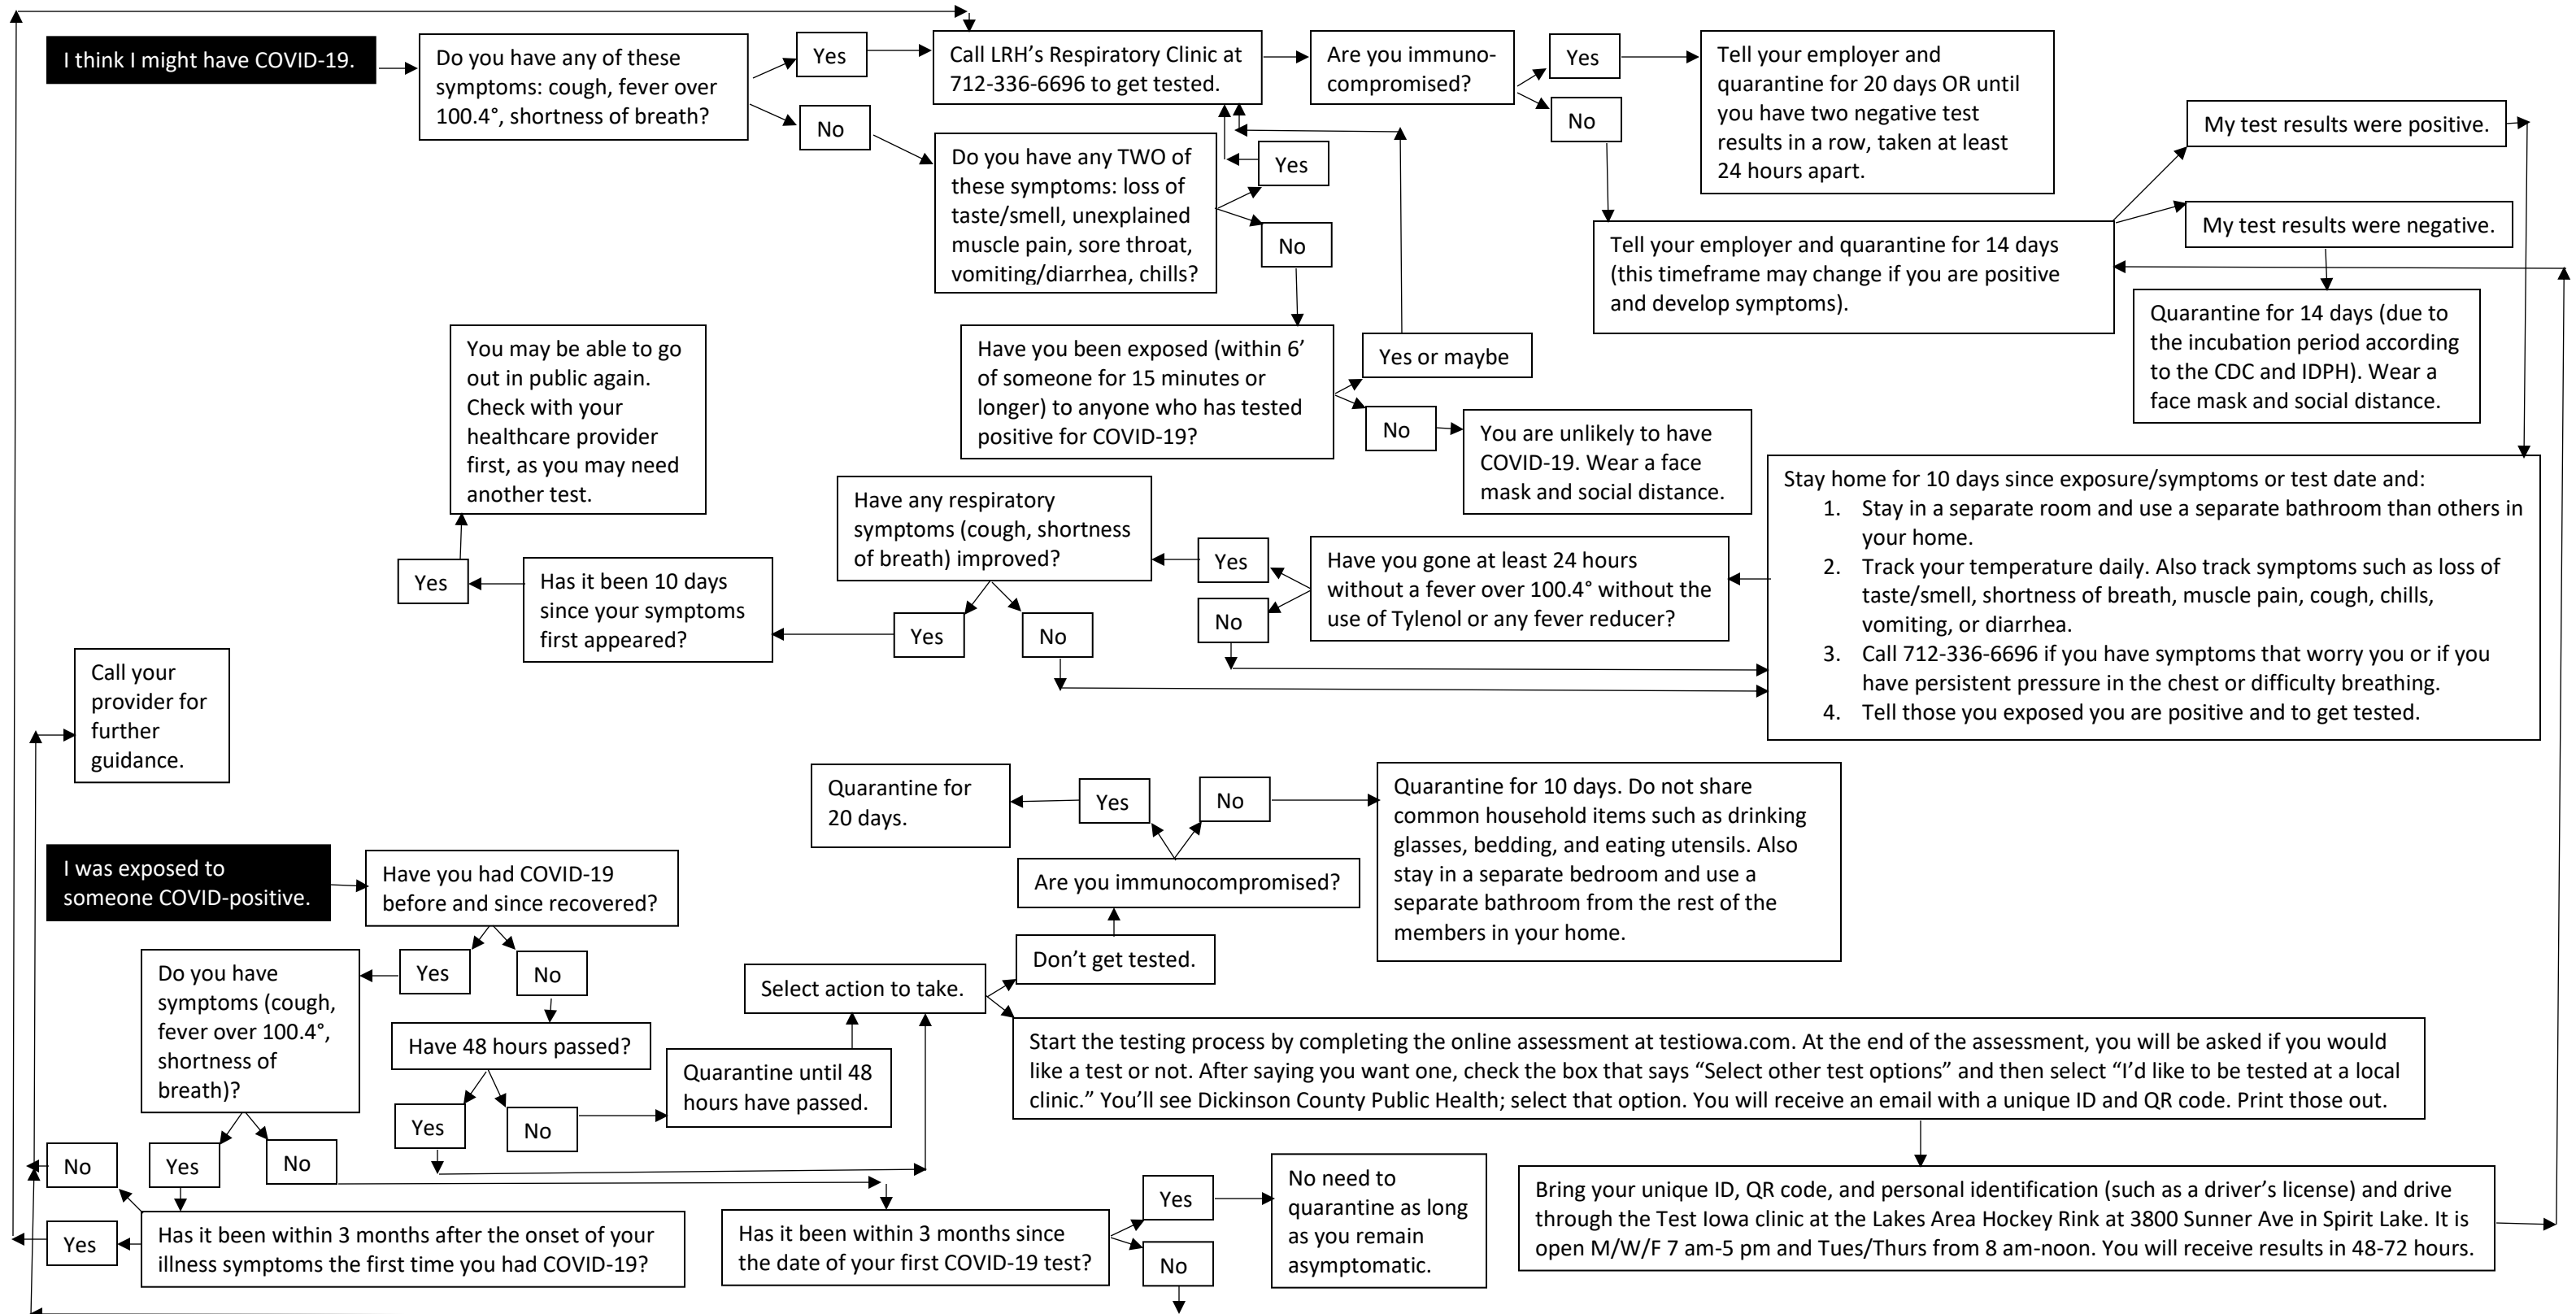 I think I might have COVID-19.
Do you have any of these
symptoms: cough, fever over
100.4°, shortness of breath?
Yes
No
Call LRH’s Respiratory Clinic at
712-336-6696 to get tested.
Are you immuno-
compromised?
Yes
No
Tell your employer and
quarantine for 20 days OR until
you have two negative test
results in a row, taken at least
24 hours apart.
Do you have any TWO of
these symptoms: loss of
taste/smell, unexplained
muscle pain, sore throat,
vomiting/diarrhea, chills?
Yes
No
My test results were positive.
My test results were negative.
Tell your employer and quarantine for 14 days
(this timeframe may change if you are positive
and develop symptoms).
Quarantine for 14 days (due to
the incubation period according
to the CDC and IDPH). Wear a
face mask and social distance.
Have you been exposed (within 6’
of someone for 15 minutes or
longer) to anyone who has tested
positive for COVID-19?
Yes or maybe
No
You are unlikely to have
COVID-19. Wear a face
mask and social distance.
You may be able to go
out in public again.
Check with your
healthcare provider
first, as you may need
another test.
Stay home for 10 days since exposure/symptoms or test date and:
1. Stay in a separate room and use a separate bathroom than others in
your home.
2. Track your temperature daily. Also track symptoms such as loss of
taste/smell, shortness of breath, muscle pain, cough, chills,
vomiting, or diarrhea.
3. Call 712-336-6696 if you have symptoms that worry you or if you
have persistent pressure in the chest or difficulty breathing.
4. Tell those you exposed you are positive and to get tested.
Have you gone at least 24 hours
without a fever over 100.4° without the
use of Tylenol or any fever reducer?
Yes
No
Have any respiratory
symptoms (cough, shortness
of breath) improved?
Yes
No
Has it been 10 days
since your symptoms
first appeared?
Yes
Call your
provider for
further
guidance.
I was exposed to
someone COVID-positive.
Have you had COVID-19
before and since recovered?
Yes
No
Do you have
symptoms (cough,
fever over 100.4°,
shortness of
breath)?
Yes
No
Have 48 hours passed?
Yes
No
Quarantine until 48
hours have passed.
Select action to take.
Don’t get tested.
Are you immunocompromised?
Yes
No
Quarantine for
20 days.
Quarantine for 10 days. Do not share
common household items such as drinking
glasses, bedding, and eating utensils. Also
stay in a separate bedroom and use a
separate bathroom from the rest of the
members in your home.
Start the testing process by completing the online assessment at testiowa.com. At the end of the assessment, you will be asked if you would
like a test or not. After saying you want one, check the box that says “Select other test options” and then select “I’d like to be tested at a local
clinic.” You’ll see Dickinson County Public Health; select that option. You will receive an email with a unique ID and QR code. Print those out.
Bring your unique ID, QR code, and personal identification (such as a driver’s license) and drive
through the Test Iowa clinic at the Lakes Area Hockey Rink at 3800 Sunner Ave in Spirit Lake. It is
open M/W/F 7 am-5 pm and Tues/Thurs from 8 am-noon. You will receive results in 48-72 hours.
Has it been within 3 months after the onset of your
illness symptoms the first time you had COVID-19?
No
Yes
Has it been within 3 months since
the date of your first COVID-19 test?
Yes
No
No need to
quarantine as long
as you remain
asymptomatic.